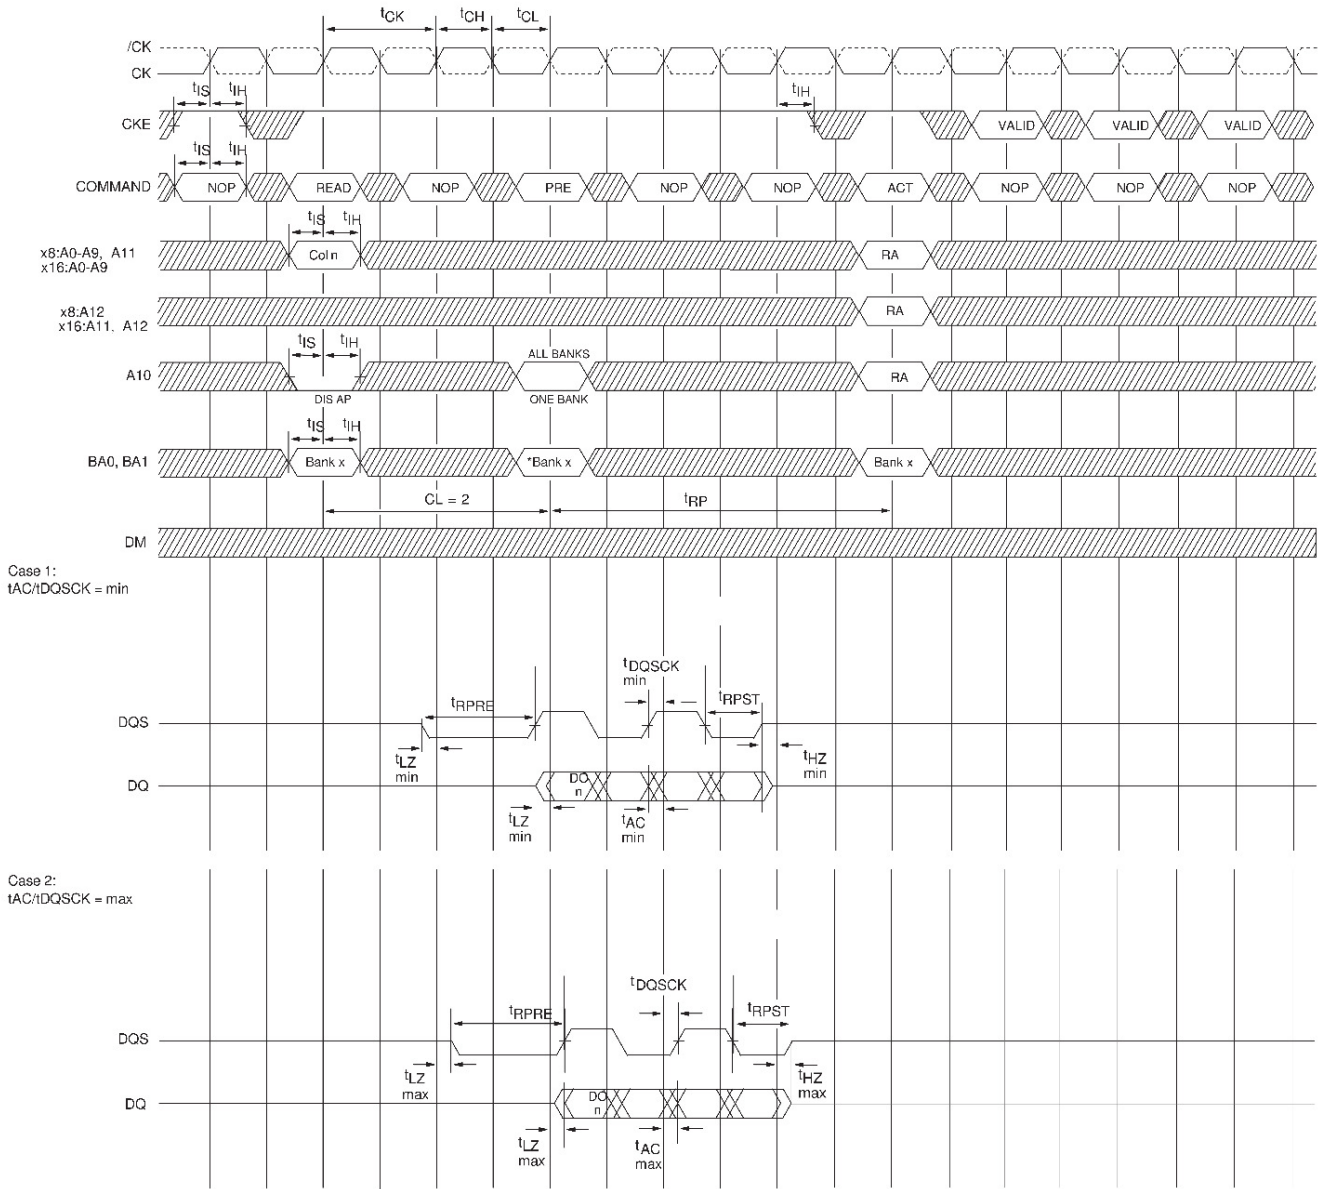 tCK tCH tCL
/CK
CK
tIS tIH tIH
CKE VALID VALID VALID
tIS tIH
COMMAND NOP READ NOP PRE NOP NOP ACT NOP NOP NOP
tIS tIH
x8:A0-A9, A11
x16:A0-A9
Col n RA
x8:A12
x16:A11, A12
RA
tIS tIH ALL BANKS
A10 RA
DIS AP ONE BANK
tIS tIH
BA0, BA1 Bank x *Bank x Bank x
CL = 2 tRP
DM
Case 1:
tAC/tDQSCK = min
tDQSCK
min
tRPRE tRPST
DQS
tLZ
min
tHZ
min
DQ DO
n
tLZ
min
tAC
min
Case 2:
tAC/tDQSCK = max
tDQSCK
tRPRE tRPST
DQS
tLZ
max
tHZ
max
DQ DO
n
tLZ
max
tAC
max